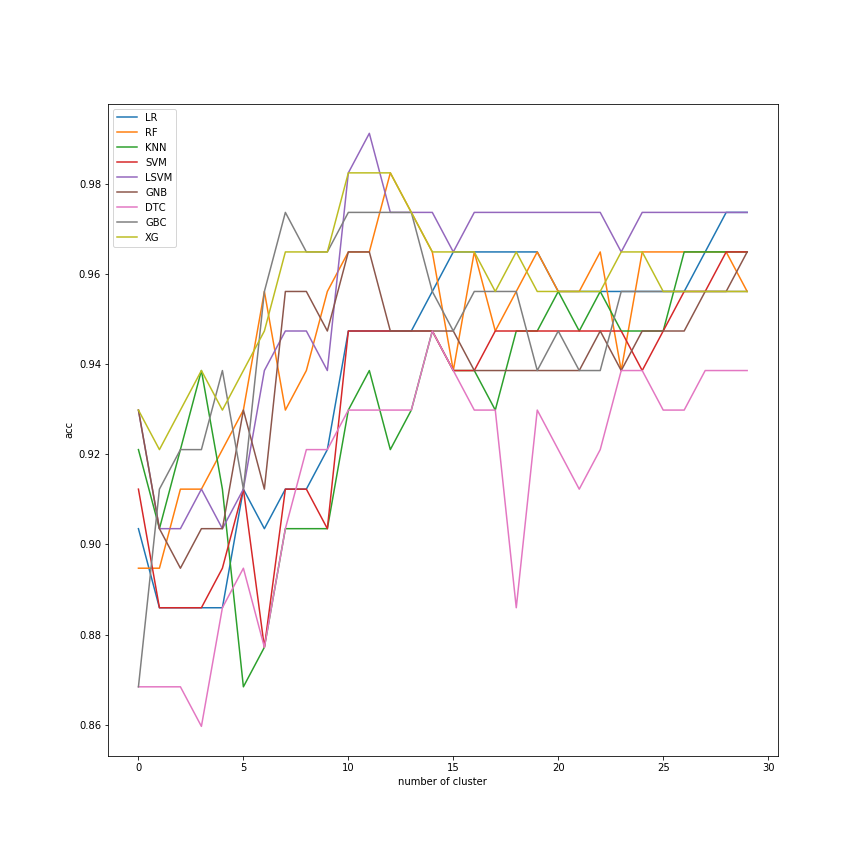 LR
RF
KNN
SVM
LSVM
GNB
DTC
GBC
XG
0.98
0.96
0.94
0.92
0.90
0.88
0.86
acc
0 5 10 15 20 25 30
number of cluster